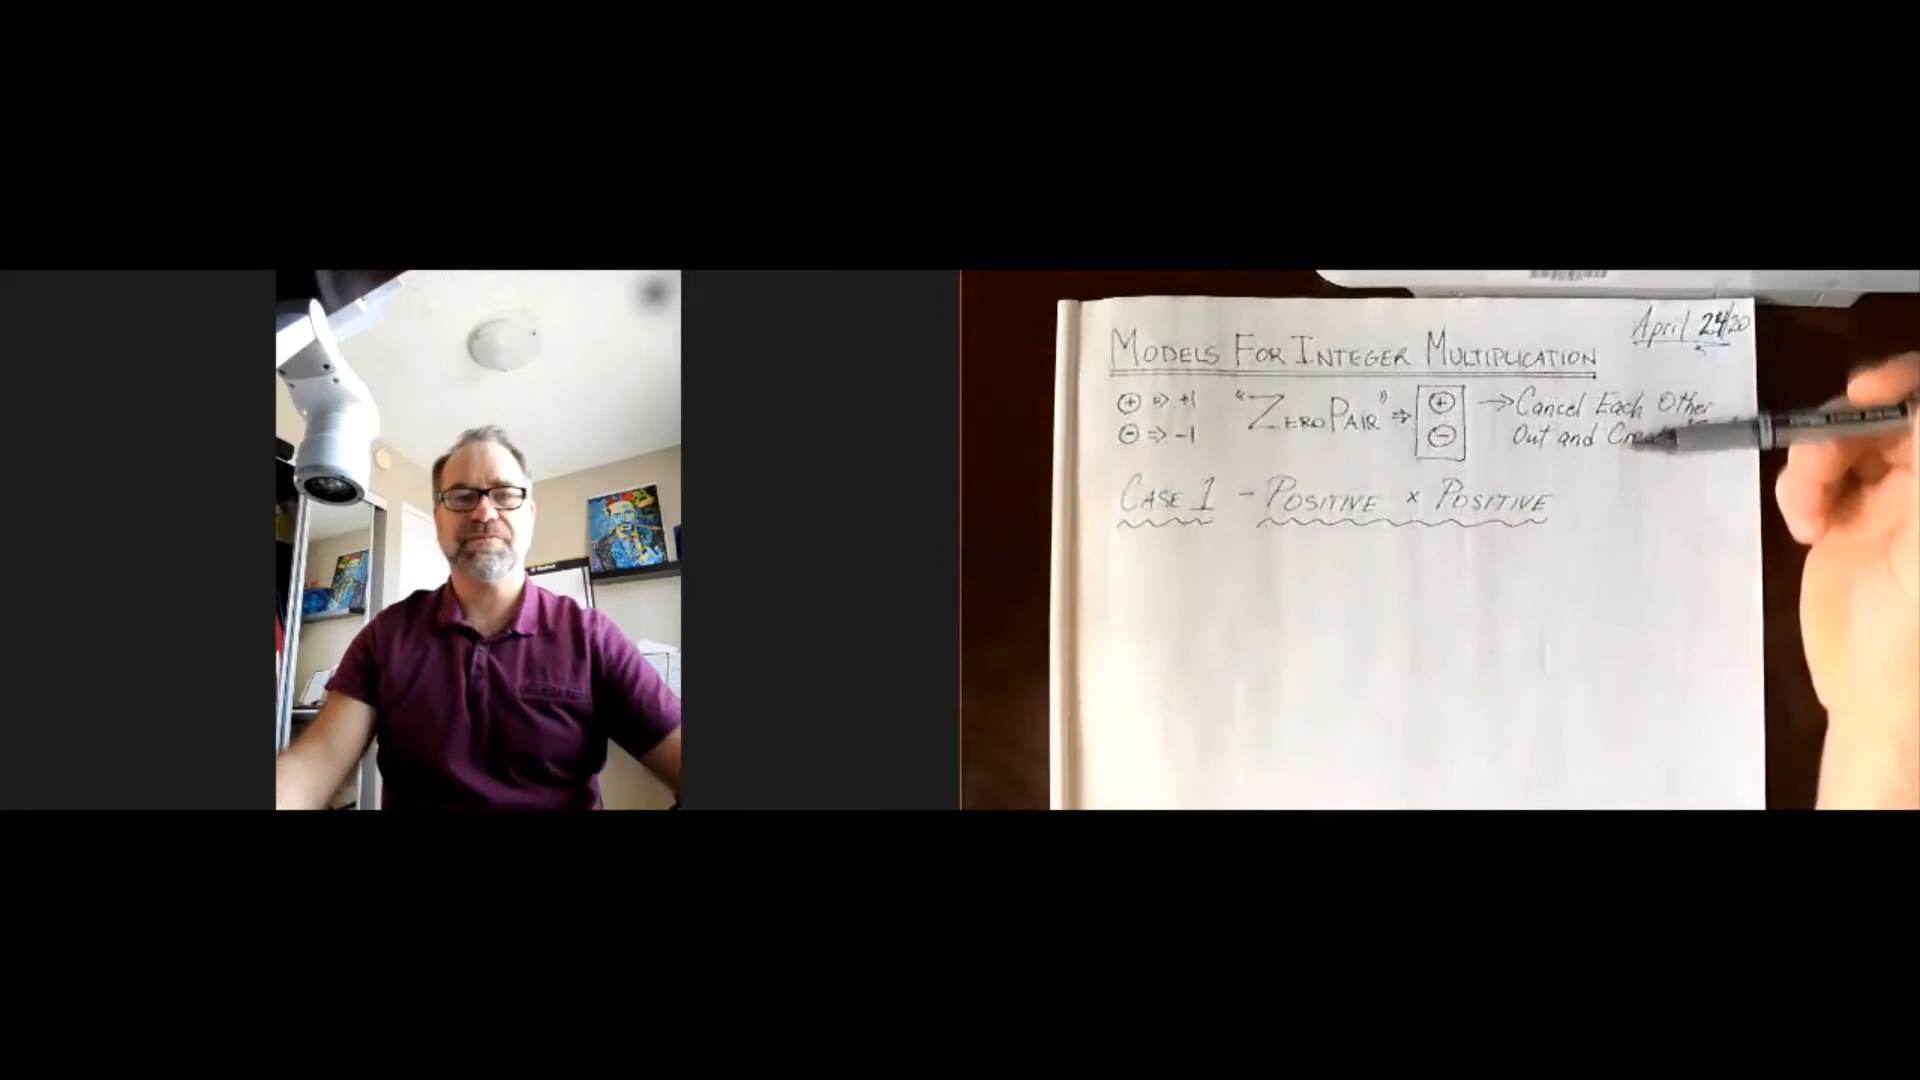 April 24/20
MODELS FOR INTEGER MULTIPLICATION
⊕ ⇒ +1 "ZERO PAIR" ⇒ ⊕ → Cancel Each Other
⊖ ⇒ -1 ⊖ Out and
CASE 1 - POSITIVE × POSITIVE